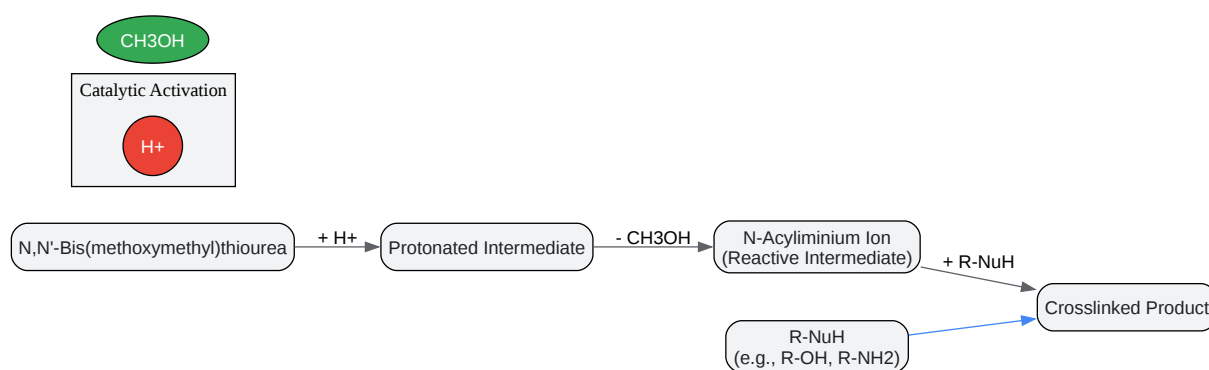 CH3OH
Catalytic Activation
H+
N,N'-Bis(methoxymethyl)thiourea
+ H+
Protonated Intermediate
- CH3OH
N-Acyliminium Ion
(Reactive Intermediate)
+ R-NuH
Crosslinked Product
R-NuH
(e.g., R-OH, R-NH2)